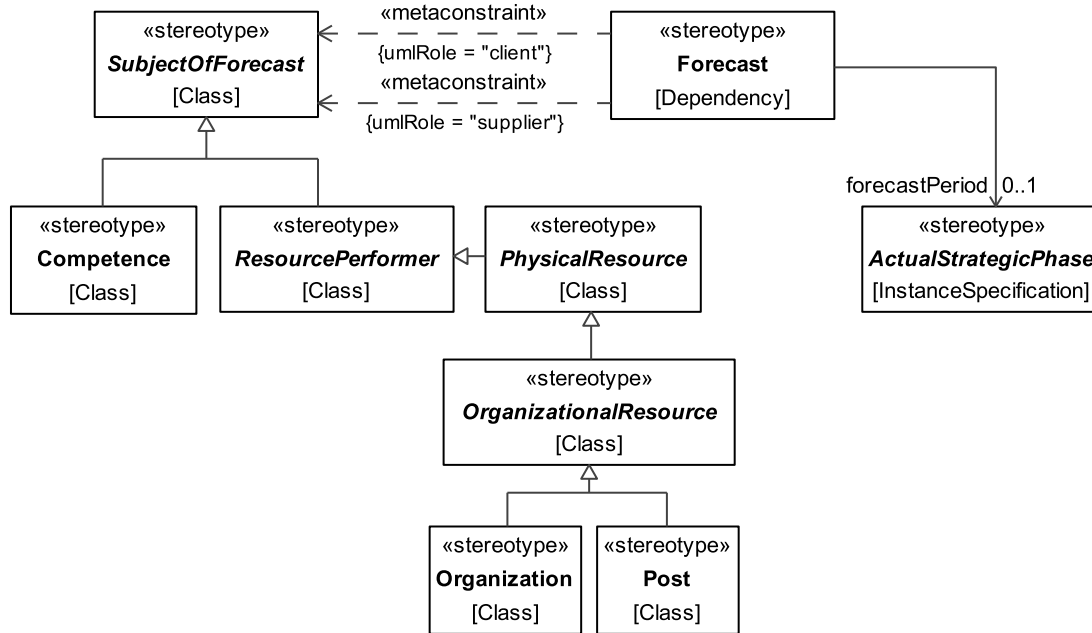 «stereotype»
SubjectOfForecast
[Class]
«metaconstraint»
{umlRole = "client"}
«metaconstraint»
{umlRole = "supplier"}
«stereotype»
Forecast
[Dependency]
forecastPeriod 0..1
«stereotype»
Competence
[Class]
«stereotype»
ResourcePerformer
[Class]
«stereotype»
PhysicalResource
[Class]
«stereotype»
ActualStrategicPhase
[InstanceSpecification]
«stereotype»
OrganizationalResource
[Class]
«stereotype»
Organization
[Class]
«stereotype»
Post
[Class]